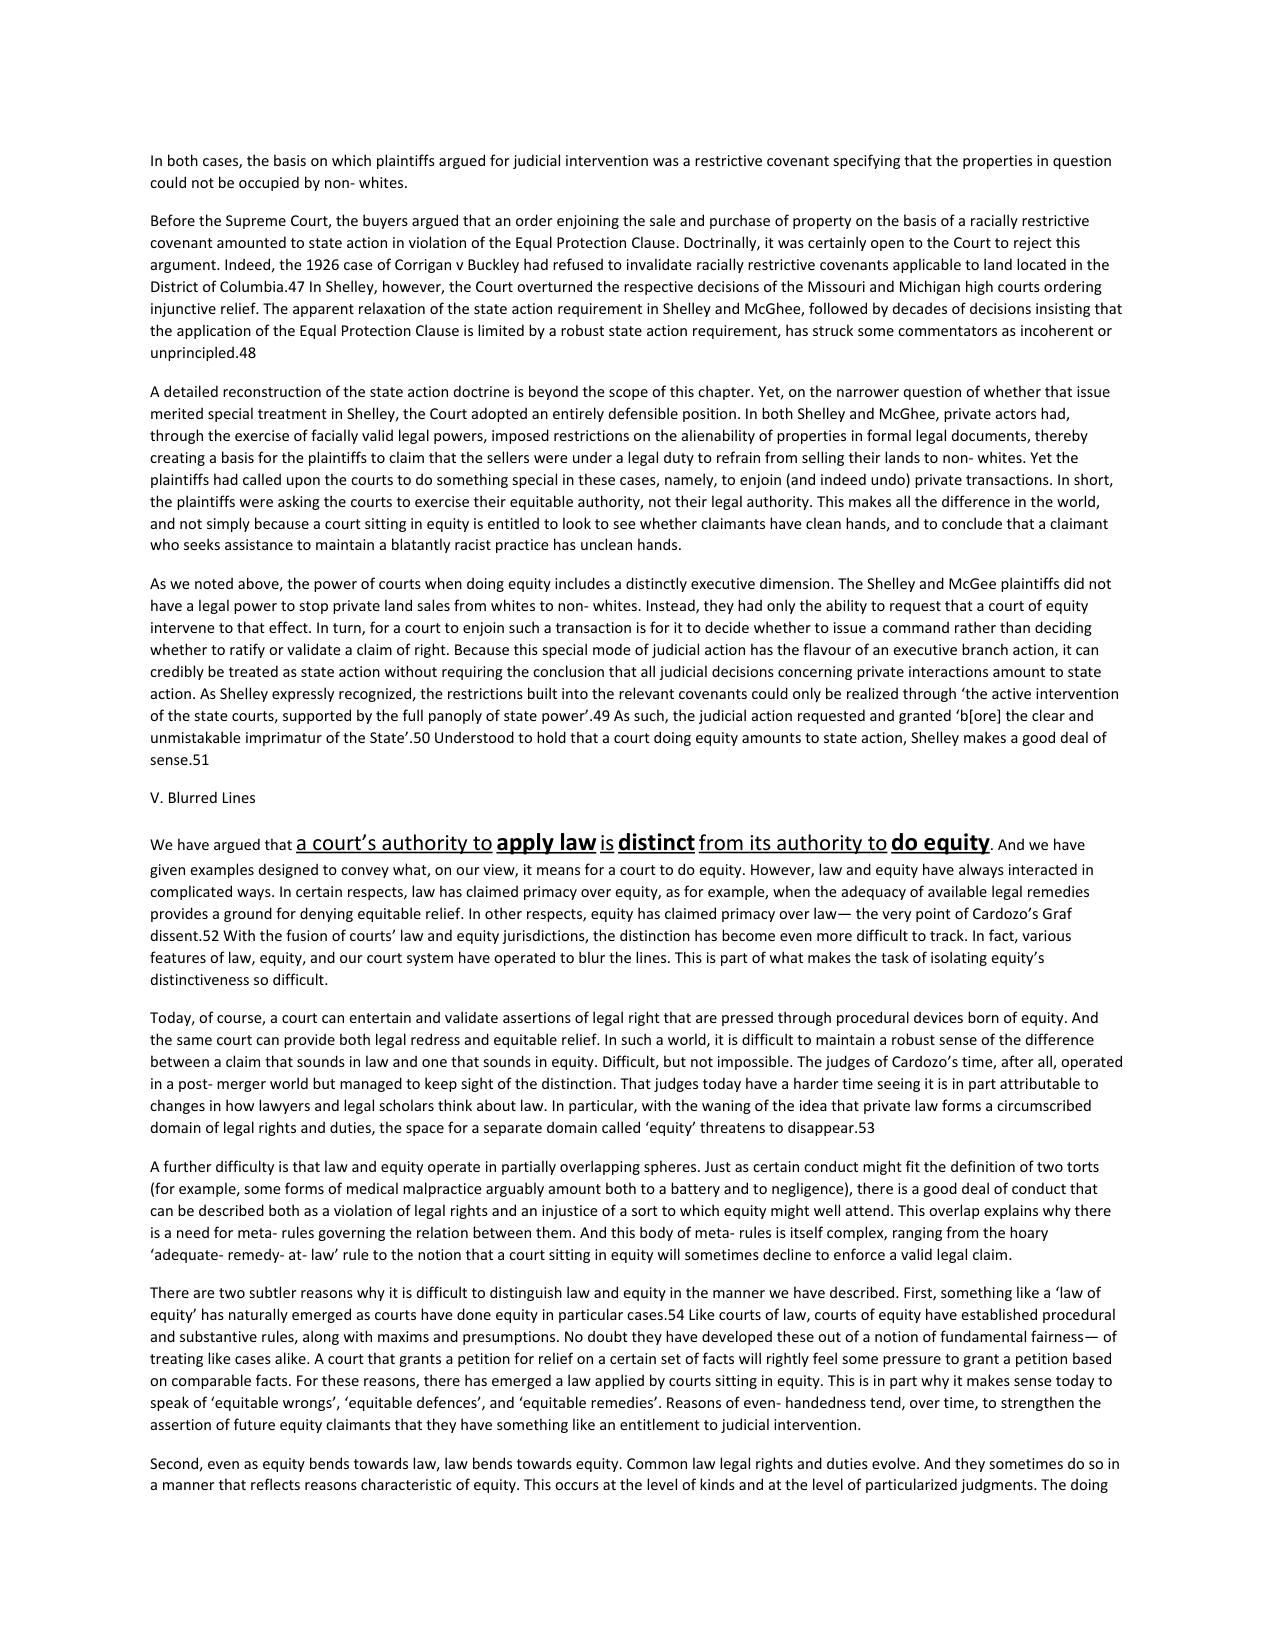 In both cases, the basis on which plaintiffs argued for judicial intervention was a restrictive covenant specifying that the properties in question
could not be occupied by non- whites.
Before the Supreme Court, the buyers argued that an order enjoining the sale and purchase of property on the basis of a racially restrictive
covenant amounted to state action in violation of the Equal Protection Clause. Doctrinally, it was certainly open to the Court to reject this
argument. Indeed, the 1926 case of Corrigan v Buckley had refused to invalidate racially restrictive covenants applicable to land located in the
District of Columbia.47 In Shelley, however, the Court overturned the respective decisions of the Missouri and Michigan high courts ordering
injunctive relief. The apparent relaxation of the state action requirement in Shelley and McGhee, followed by decades of decisions insisting that
the application of the Equal Protection Clause is limited by a robust state action requirement, has struck some commentators as incoherent or
unprincipled.48
A detailed reconstruction of the state action doctrine is beyond the scope of this chapter. Yet, on the narrower question of whether that issue
merited special treatment in Shelley, the Court adopted an entirely defensible position. In both Shelley and McGhee, private actors had,
through the exercise of facially valid legal powers, imposed restrictions on the alienability of properties in formal legal documents, thereby
creating a basis for the plaintiffs to claim that the sellers were under a legal duty to refrain from selling their lands to non- whites. Yet the
plaintiffs had called upon the courts to do something special in these cases, namely, to enjoin (and indeed undo) private transactions. In short,
the plaintiffs were asking the courts to exercise their equitable authority, not their legal authority. This makes all the difference in the world,
and not simply because a court sitting in equity is entitled to look to see whether claimants have clean hands, and to conclude that a claimant
who seeks assistance to maintain a blatantly racist practice has unclean hands.
As we noted above, the power of courts when doing equity includes a distinctly executive dimension. The Shelley and McGee plaintiffs did not
have a legal power to stop private land sales from whites to non- whites. Instead, they had only the ability to request that a court of equity
intervene to that effect. In turn, for a court to enjoin such a transaction is for it to decide whether to issue a command rather than deciding
whether to ratify or validate a claim of right. Because this special mode of judicial action has the flavour of an executive branch action, it can
credibly be treated as state action without requiring the conclusion that all judicial decisions concerning private interactions amount to state
action. As Shelley expressly recognized, the restrictions built into the relevant covenants could only be realized through ‘the active intervention
of the state courts, supported by the full panoply of state power’.49 As such, the judicial action requested and granted ‘b[ore] the clear and
unmistakable imprimatur of the State’.50 Understood to hold that a court doing equity amounts to state action, Shelley makes a good deal of
sense.51
V. Blurred Lines
We have argued that a court’s authority to apply law is distinct from its authority to do equity. And we have
given examples designed to convey what, on our view, it means for a court to do equity. However, law and equity have always interacted in
complicated ways. In certain respects, law has claimed primacy over equity, as for example, when the adequacy of available legal remedies
provides a ground for denying equitable relief. In other respects, equity has claimed primacy over law— the very point of Cardozo’s Graf
dissent.52 With the fusion of courts’ law and equity jurisdictions, the distinction has become even more difficult to track. In fact, various
features of law, equity, and our court system have operated to blur the lines. This is part of what makes the task of isolating equity’s
distinctiveness so difficult.
Today, of course, a court can entertain and validate assertions of legal right that are pressed through procedural devices born of equity. And
the same court can provide both legal redress and equitable relief. In such a world, it is difficult to maintain a robust sense of the difference
between a claim that sounds in law and one that sounds in equity. Difficult, but not impossible. The judges of Cardozo’s time, after all, operated
in a post- merger world but managed to keep sight of the distinction. That judges today have a harder time seeing it is in part attributable to
changes in how lawyers and legal scholars think about law. In particular, with the waning of the idea that private law forms a circumscribed
domain of legal rights and duties, the space for a separate domain called ‘equity’ threatens to disappear.53
A further difficulty is that law and equity operate in partially overlapping spheres. Just as certain conduct might fit the definition of two torts
(for example, some forms of medical malpractice arguably amount both to a battery and to negligence), there is a good deal of conduct that
can be described both as a violation of legal rights and an injustice of a sort to which equity might well attend. This overlap explains why there
is a need for meta- rules governing the relation between them. And this body of meta- rules is itself complex, ranging from the hoary
‘adequate- remedy- at- law’ rule to the notion that a court sitting in equity will sometimes decline to enforce a valid legal claim.
There are two subtler reasons why it is difficult to distinguish law and equity in the manner we have described. First, something like a ‘law of
equity’ has naturally emerged as courts have done equity in particular cases.54 Like courts of law, courts of equity have established procedural
and substantive rules, along with maxims and presumptions. No doubt they have developed these out of a notion of fundamental fairness— of
treating like cases alike. A court that grants a petition for relief on a certain set of facts will rightly feel some pressure to grant a petition based
on comparable facts. For these reasons, there has emerged a law applied by courts sitting in equity. This is in part why it makes sense today to
speak of ‘equitable wrongs’, ‘equitable defences’, and ‘equitable remedies’. Reasons of even- handedness tend, over time, to strengthen the
assertion of future equity claimants that they have something like an entitlement to judicial intervention.
Second, even as equity bends towards law, law bends towards equity. Common law legal rights and duties evolve. And they sometimes do so in
a manner that reflects reasons characteristic of equity. This occurs at the level of kinds and at the level of particularized judgments. The doing